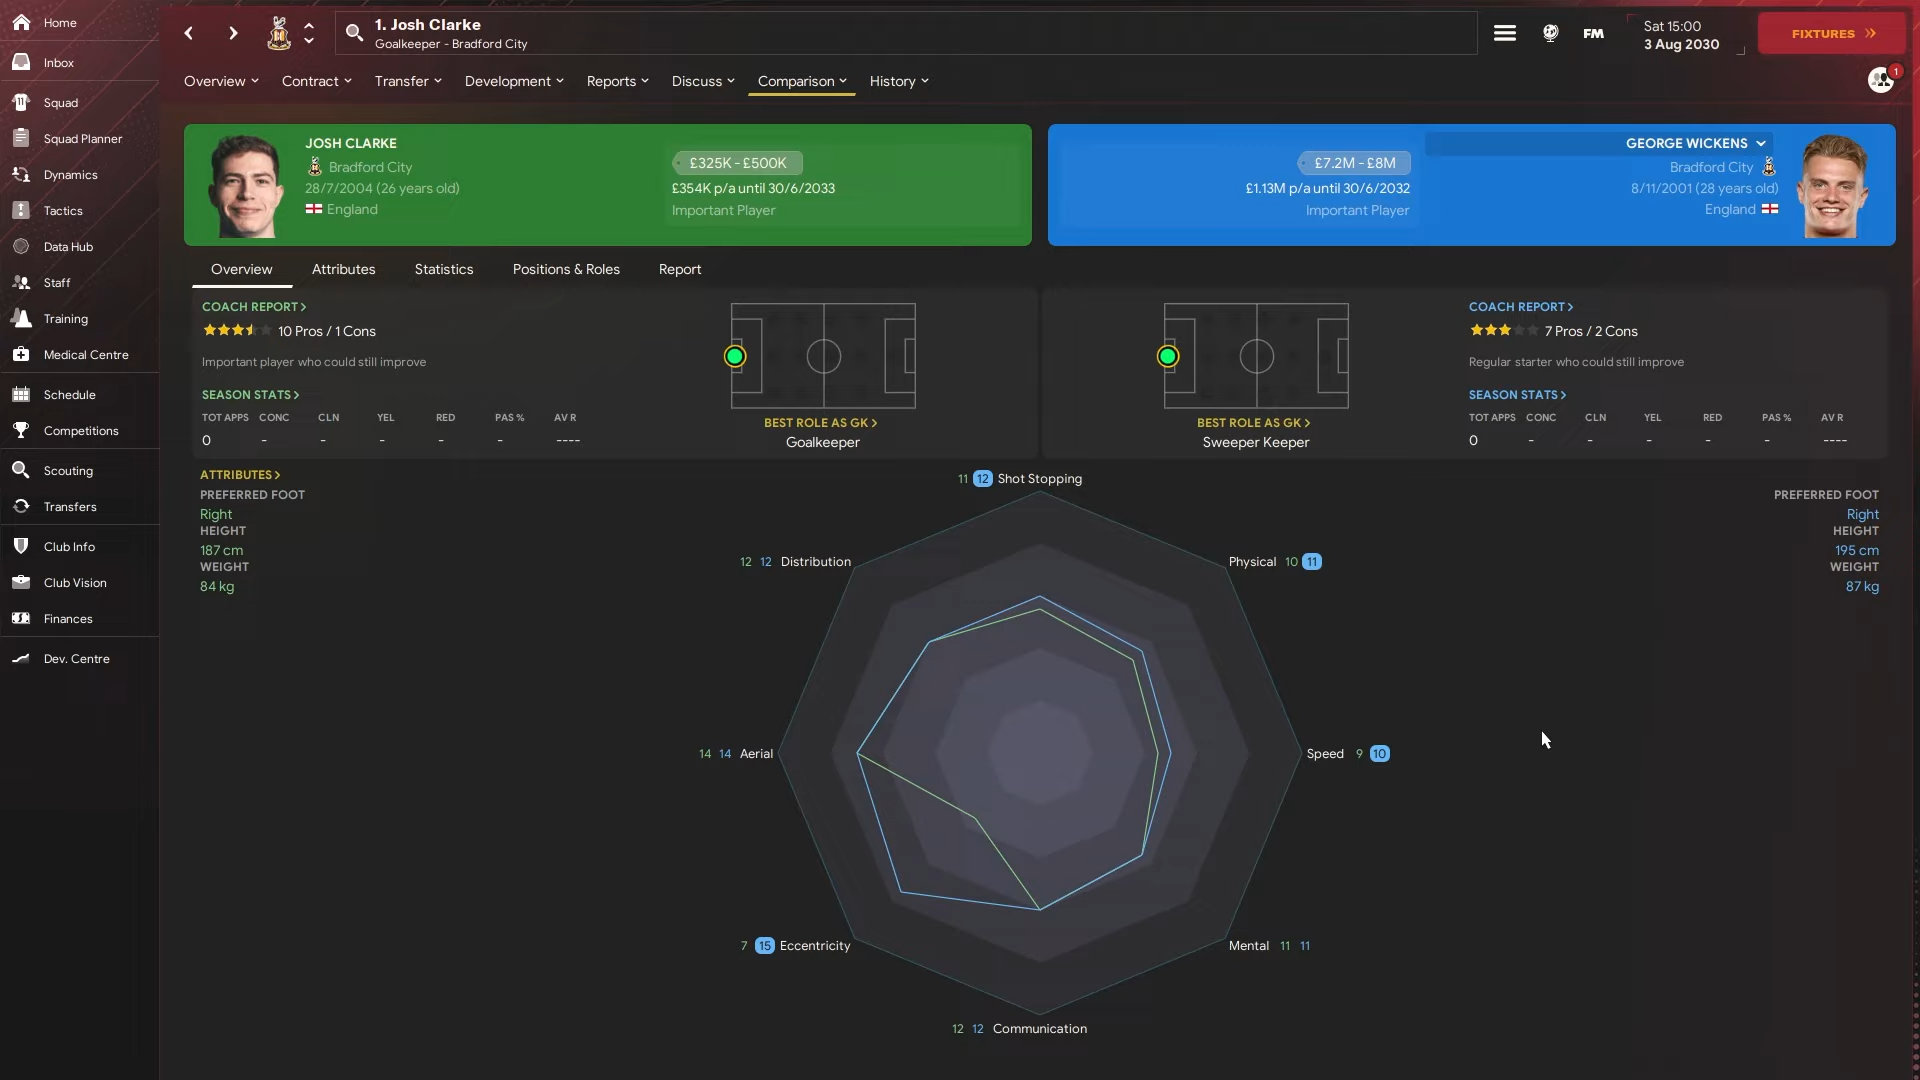 Home
Inbox
Squad
Squad Planner
Dynamics
Tactics
Data Hub
Staff
Training
Medical Centre
Schedule
Competitions
Scouting
Transfers
Club Info
Club Vision
Finances
Dev. Centre
1. Josh Clarke
Goalkeeper - Bradford City
FM
Sat 15:00
3 Aug 2030
FIXTURES
Overview
Contract
Transfer
Development
Reports
Discuss
Comparison
History
1
JOSH CLARKE
Bradford City
28/7/2004 (26 years old)
England
£325K - £500K
£354K p/a until 30/6/2033
Important Player
£7.2M - £8M
£1.13M p/a until 30/6/2032
Important Player
GEORGE WICKENS
Bradford City
8/11/2001 (28 years old)
England
Overview Attributes Statistics Positions & Roles Report
COACH REPORT >
10 Pros / 1 Cons
Important player who could still improve
SEASON STATS >
TOT APPS CONC CLN YEL RED PAS % AV R
0 - - - - - ----
BEST ROLE AS GK >
Goalkeeper
BEST ROLE AS GK >
Sweeper Keeper
COACH REPORT >
7 Pros / 2 Cons
Regular starter who could still improve
SEASON STATS >
TOT APPS CONC CLN YEL RED PAS % AV R
0 - - - - - ----
ATTRIBUTES >
PREFERRED FOOT
Right
HEIGHT
187 cm
WEIGHT
84 kg
11 12 Shot Stopping
12 12 Distribution
Physical 10 11
14 14 Aerial
Speed 9 10
7 15 Eccentricity
Mental 11 11
12 12 Communication
PREFERRED FOOT
Right
HEIGHT
195 cm
WEIGHT
87 kg